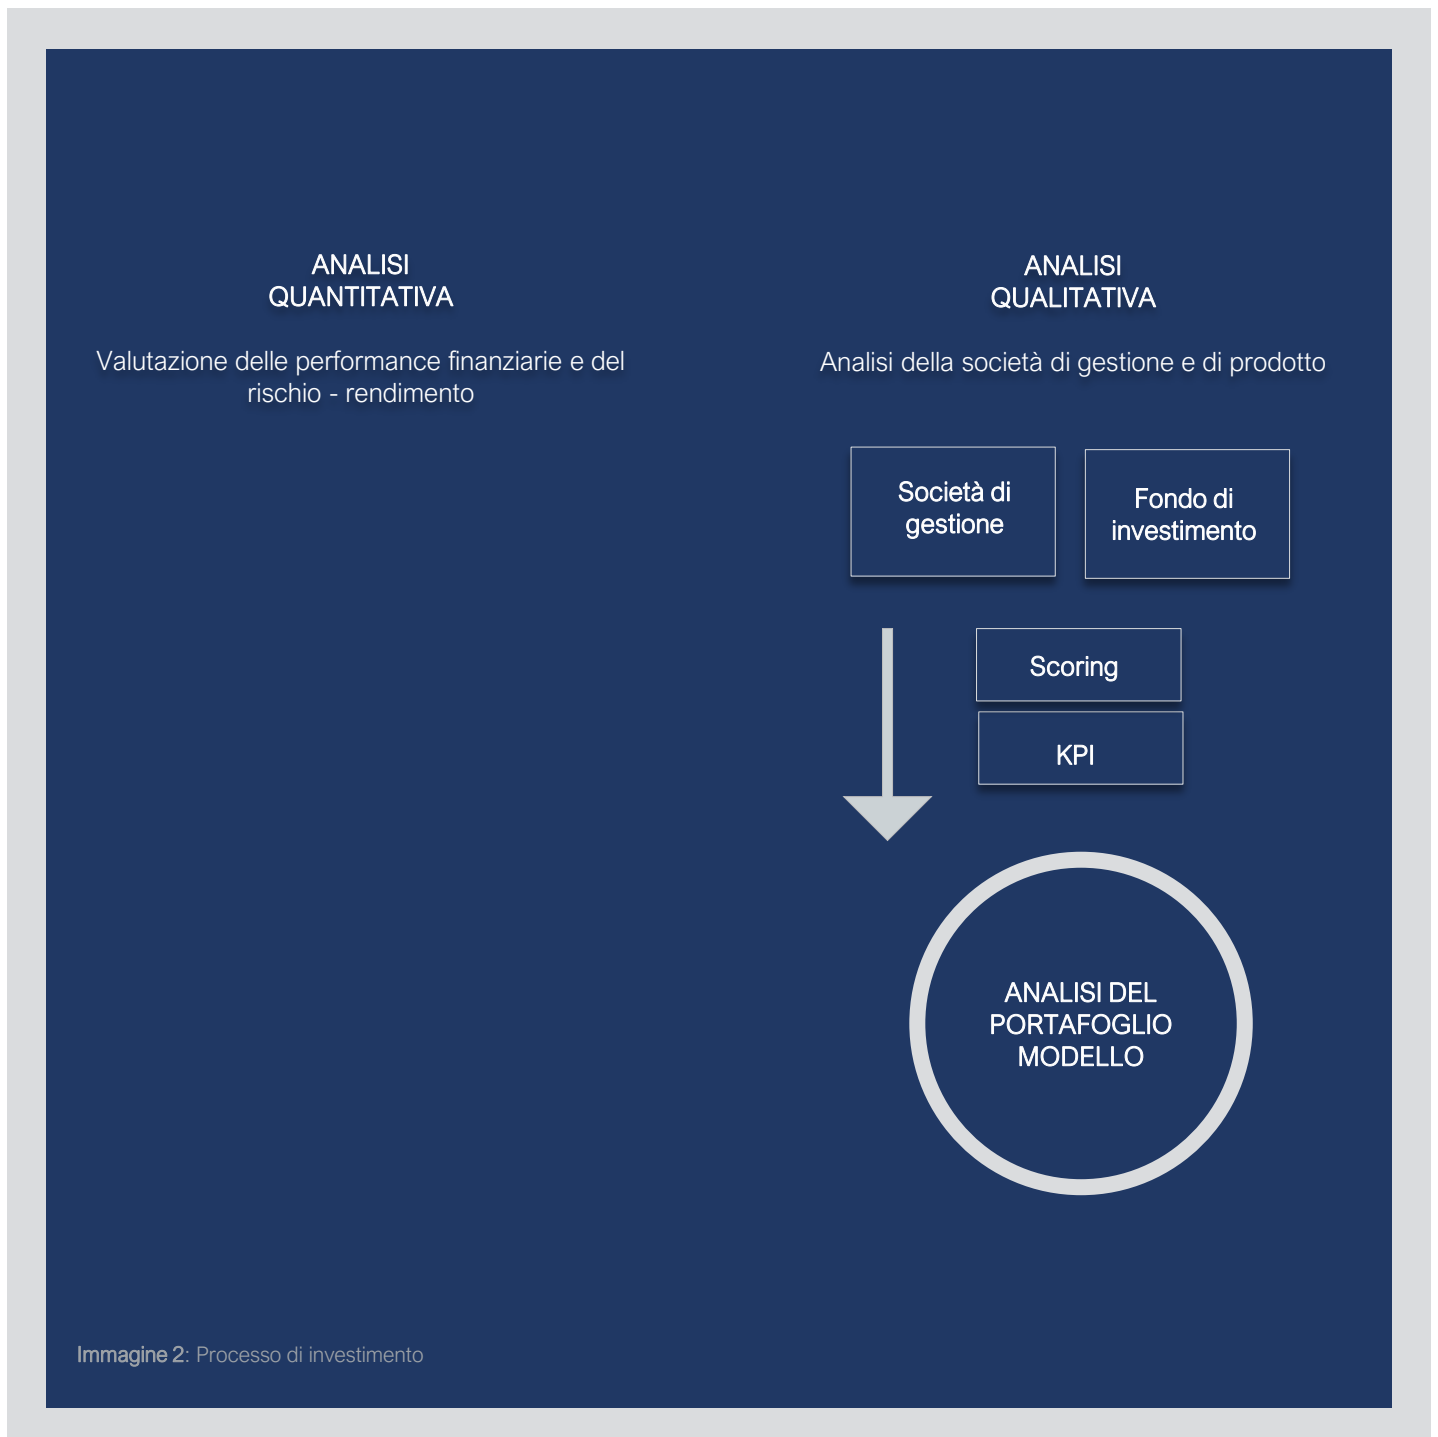 ANALISI
QUANTITATIVA
Valutazione delle performance finanziarie e del
rischio - rendimento
ANALISI
QUALITATIVA
Analisi della società di gestione e di prodotto
Società di
gestione
Fondo di
investimento
Scoring
KPI
ANALISI DEL
PORTAFOGLIO
MODELLO
Immagine 2: Processo di investimento